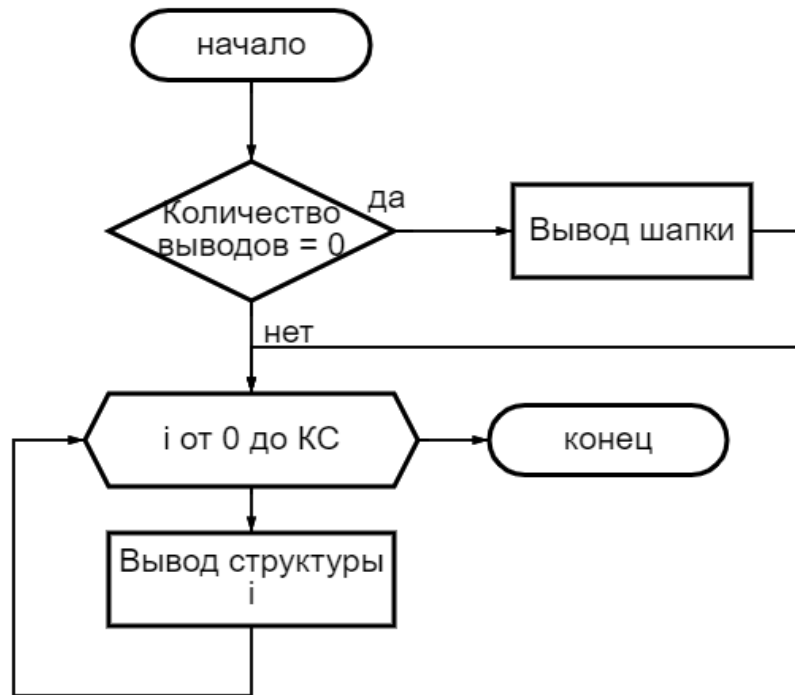 начало
Количество
выводов = 0
да
Вывод шапки
нет
i от 0 до КС
конец
Вывод структуры
i